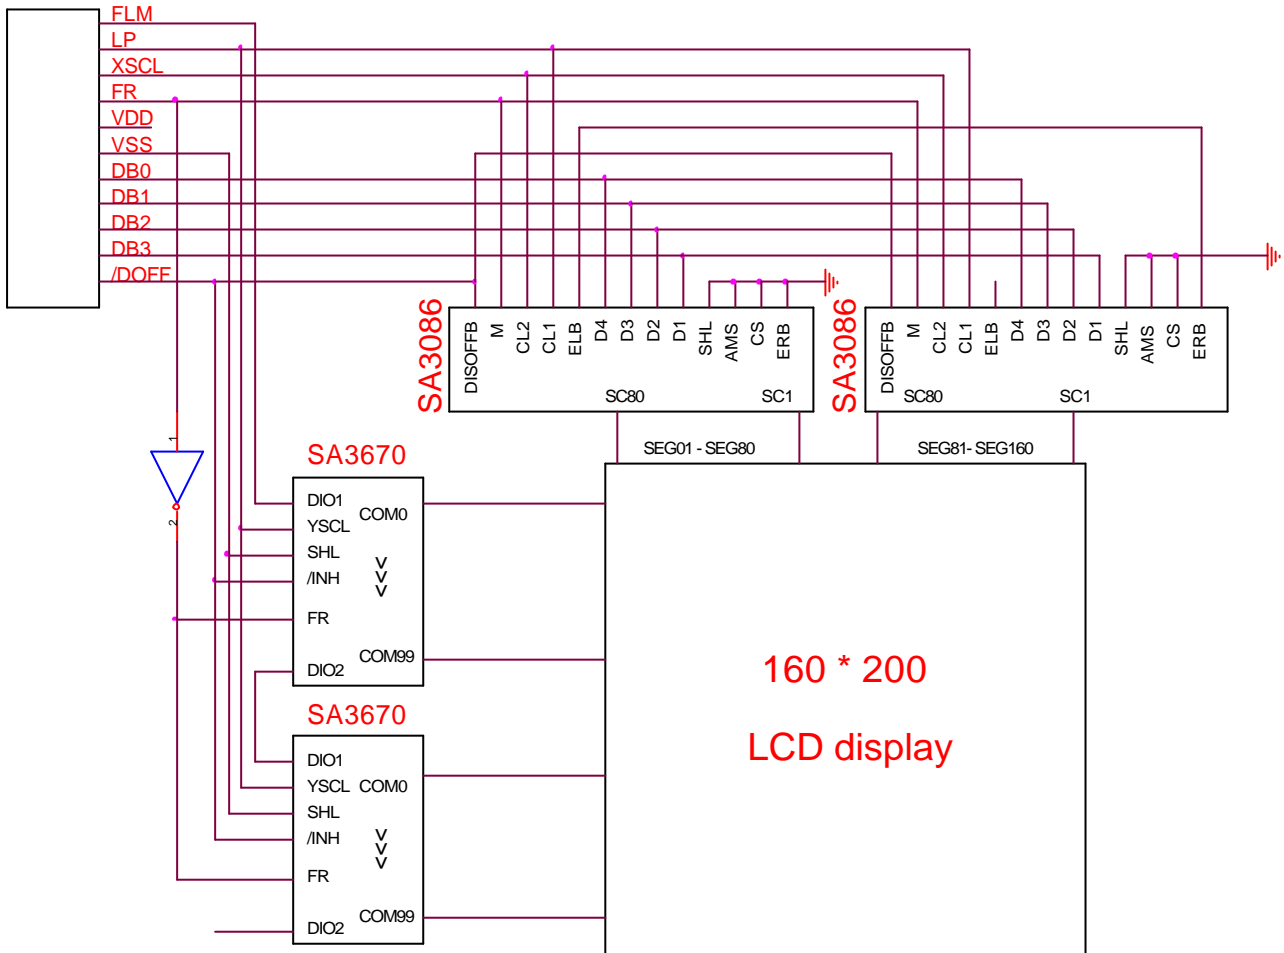 FLM
LP
XSCL
FR
VDD
VSS
DB0
DB1
DB2
DB3
/DOFF
SA3086
DISOFFB
M
CL2
CL1
ELB
D4
D3
D2
D1
SHL
AMS
CS
ERB
SC80
SC1
SA3086
DISOFFB
M
CL2
CL1
ELB
D4
D3
D2
D1
SHL
AMS
CS
ERB
SC80
SC1
SEG01 - SEG80
SEG81- SEG160
1
2
SA3670
DIO1
COM0
YSCL
SHL
/INH
FR
COM99
DIO2
SA3670
DIO1
YSCL COM0
SHL
/INH
FR
COM99
DIO2
160 * 200
LCD display